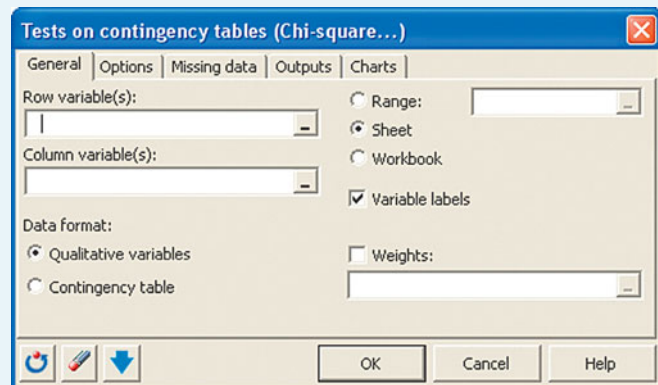 Tests on contingency tables (Chi-square...)
General Options Missing data Outputs Charts
Row variable(s):
Column variable(s):
Data format:
Qualitative variables
Contingency table
Range:
...
Sheet
Workbook
Variable labels
Weights:
...
OK Cancel Help